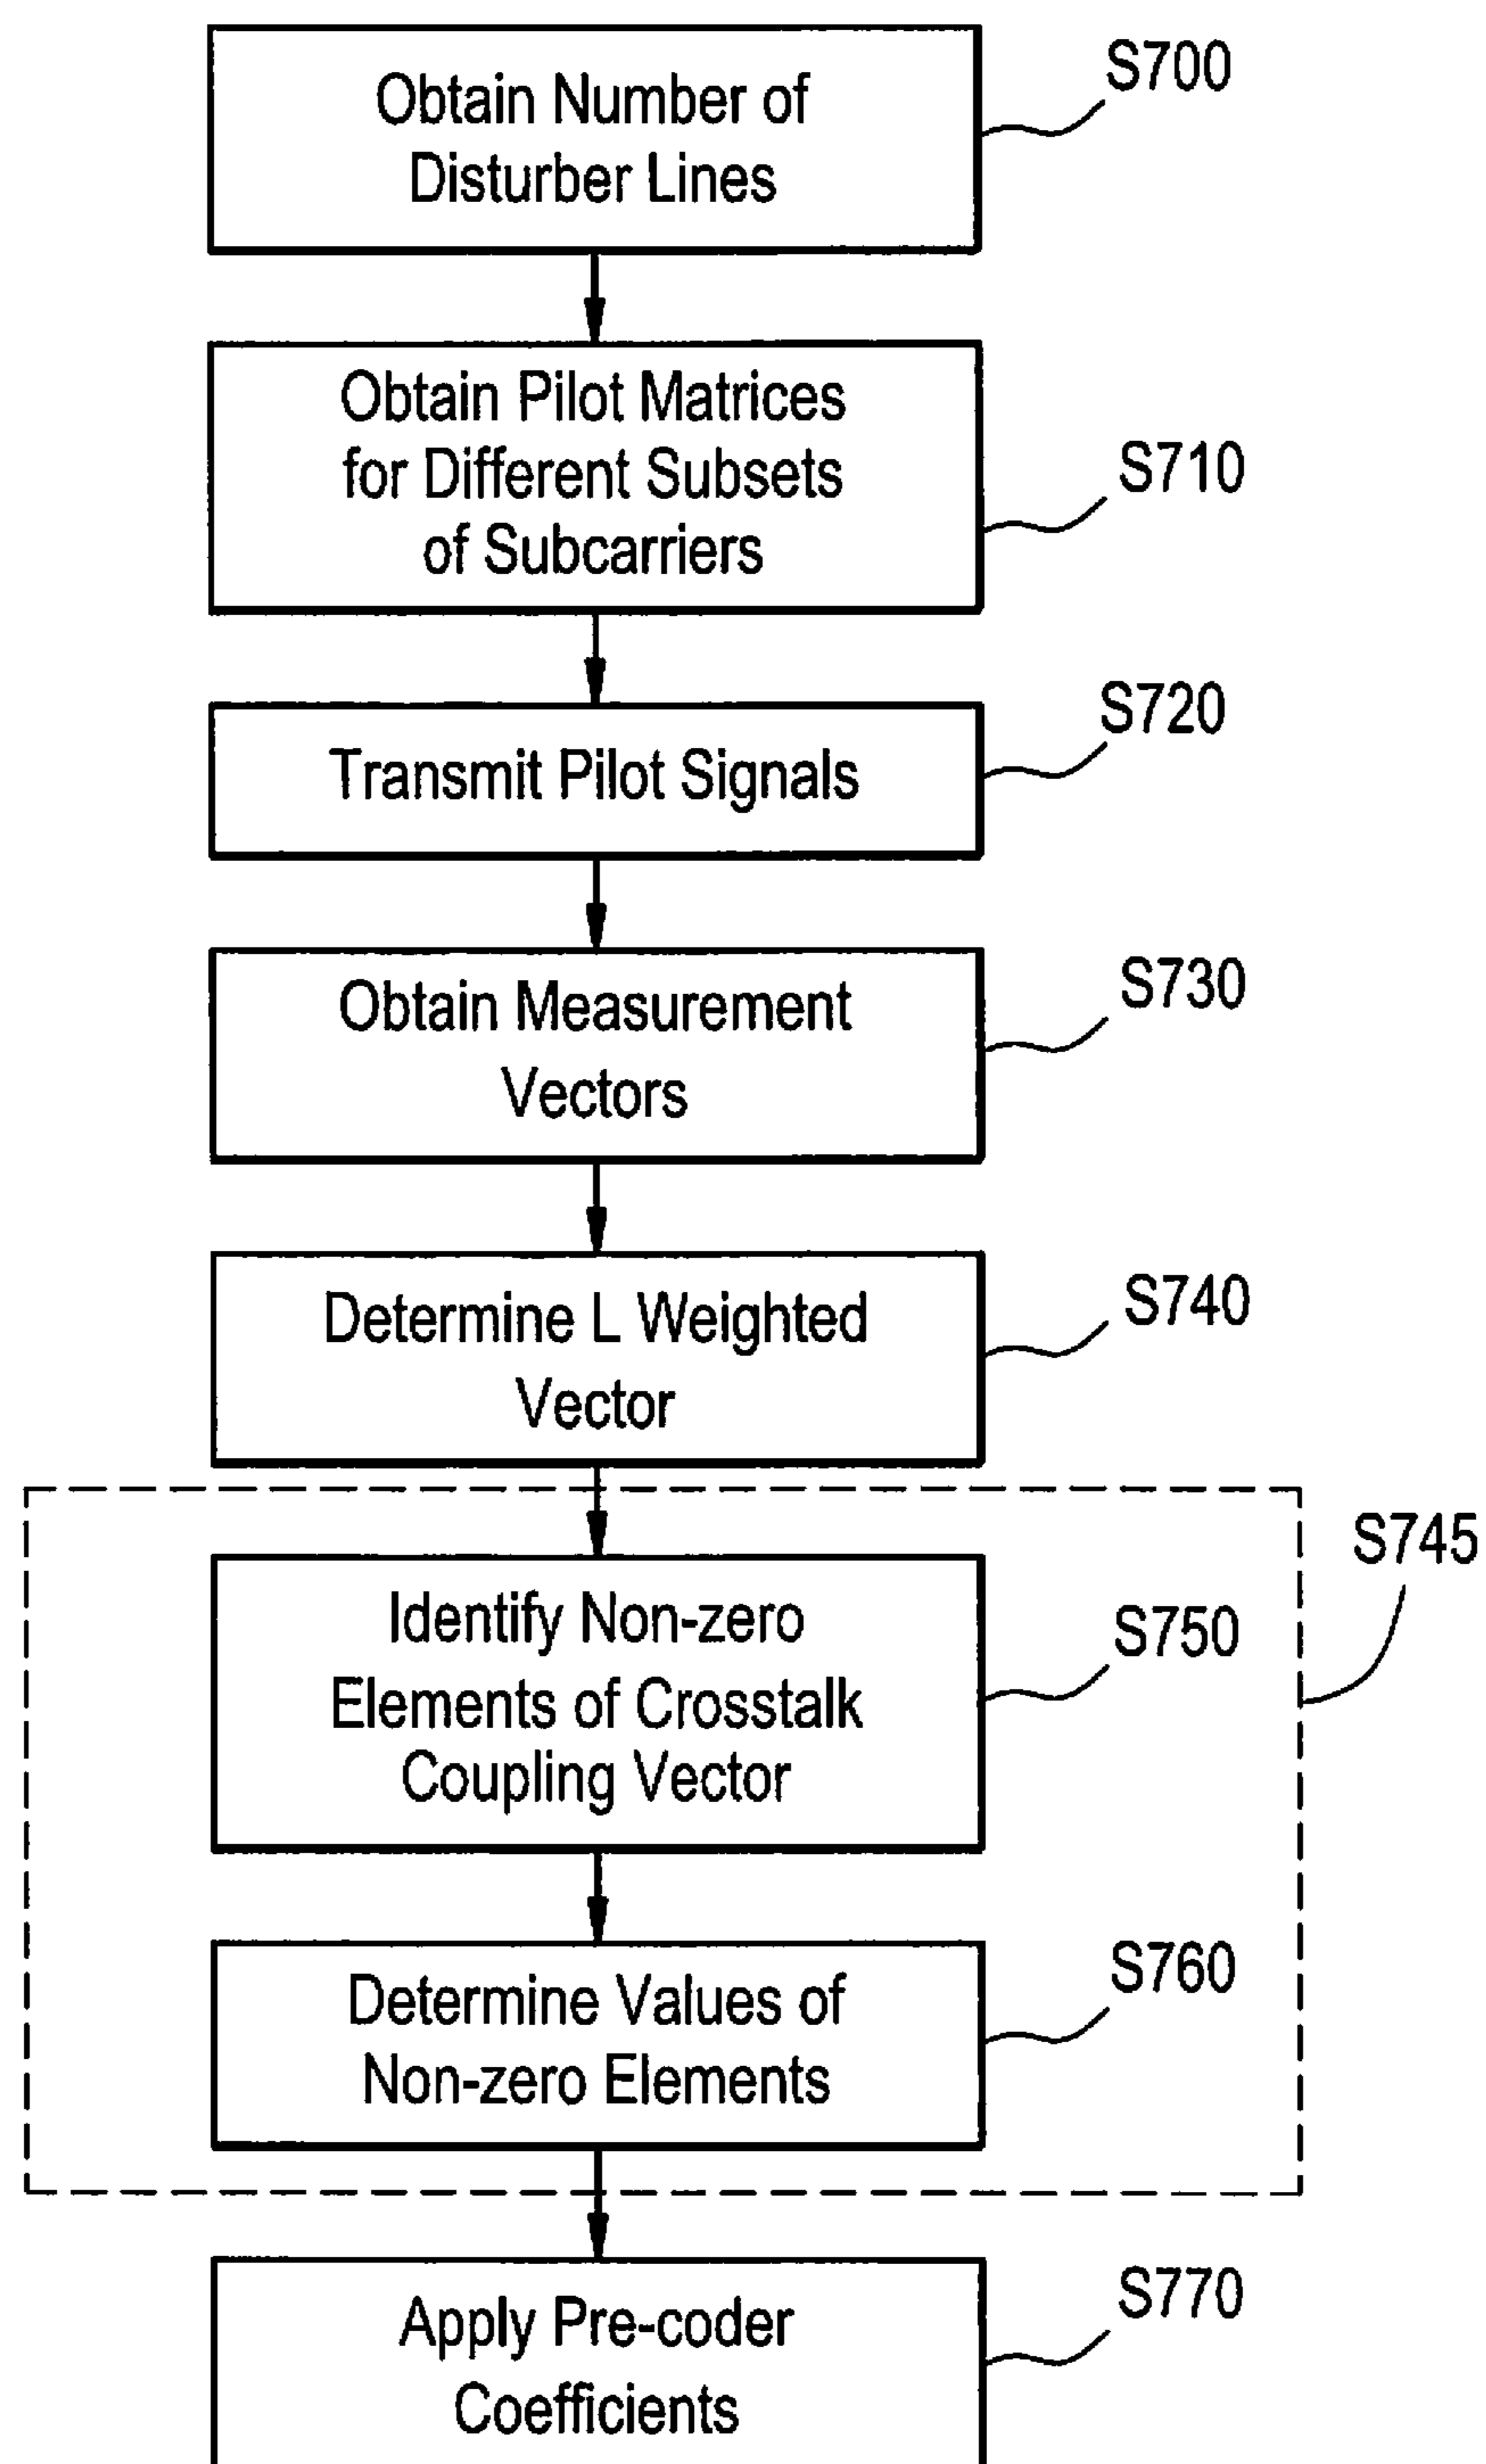 Obtain Number of
Disturber Lines
S700
Obtain Pilot Matrices
for Different Subsets
of Subcarriers
S710
Transmit Pilot Signals
S720
Obtain Measurement
Vectors
S730
Determine L Weighted
Vector
S740
S745
Identify Non-zero
Elements of Crosstalk
Coupling Vector
S750
Determine Values of
Non-zero Elements
S760
Apply Pre-coder
Coefficients
S770